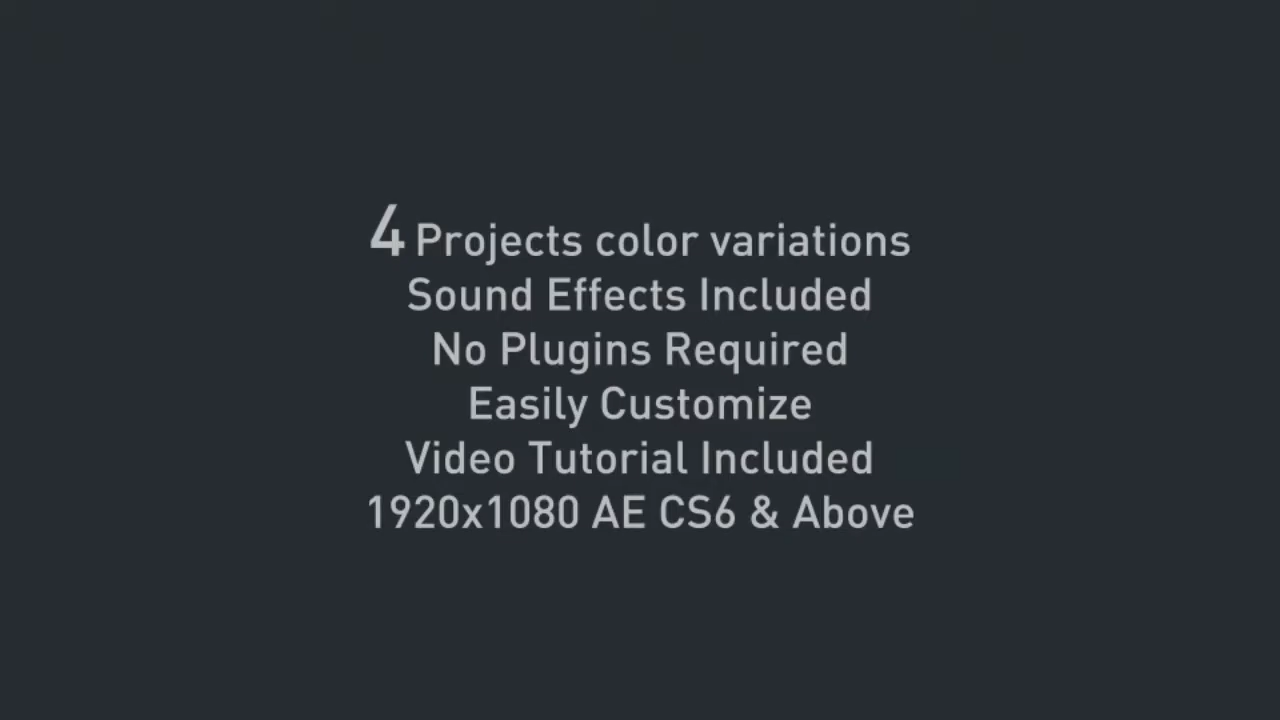 4 Projects color variations
Sound Effects Included
No Plugins Required
Easily Customize
Video Tutorial Included
1920x1080 AE CS6 & Above